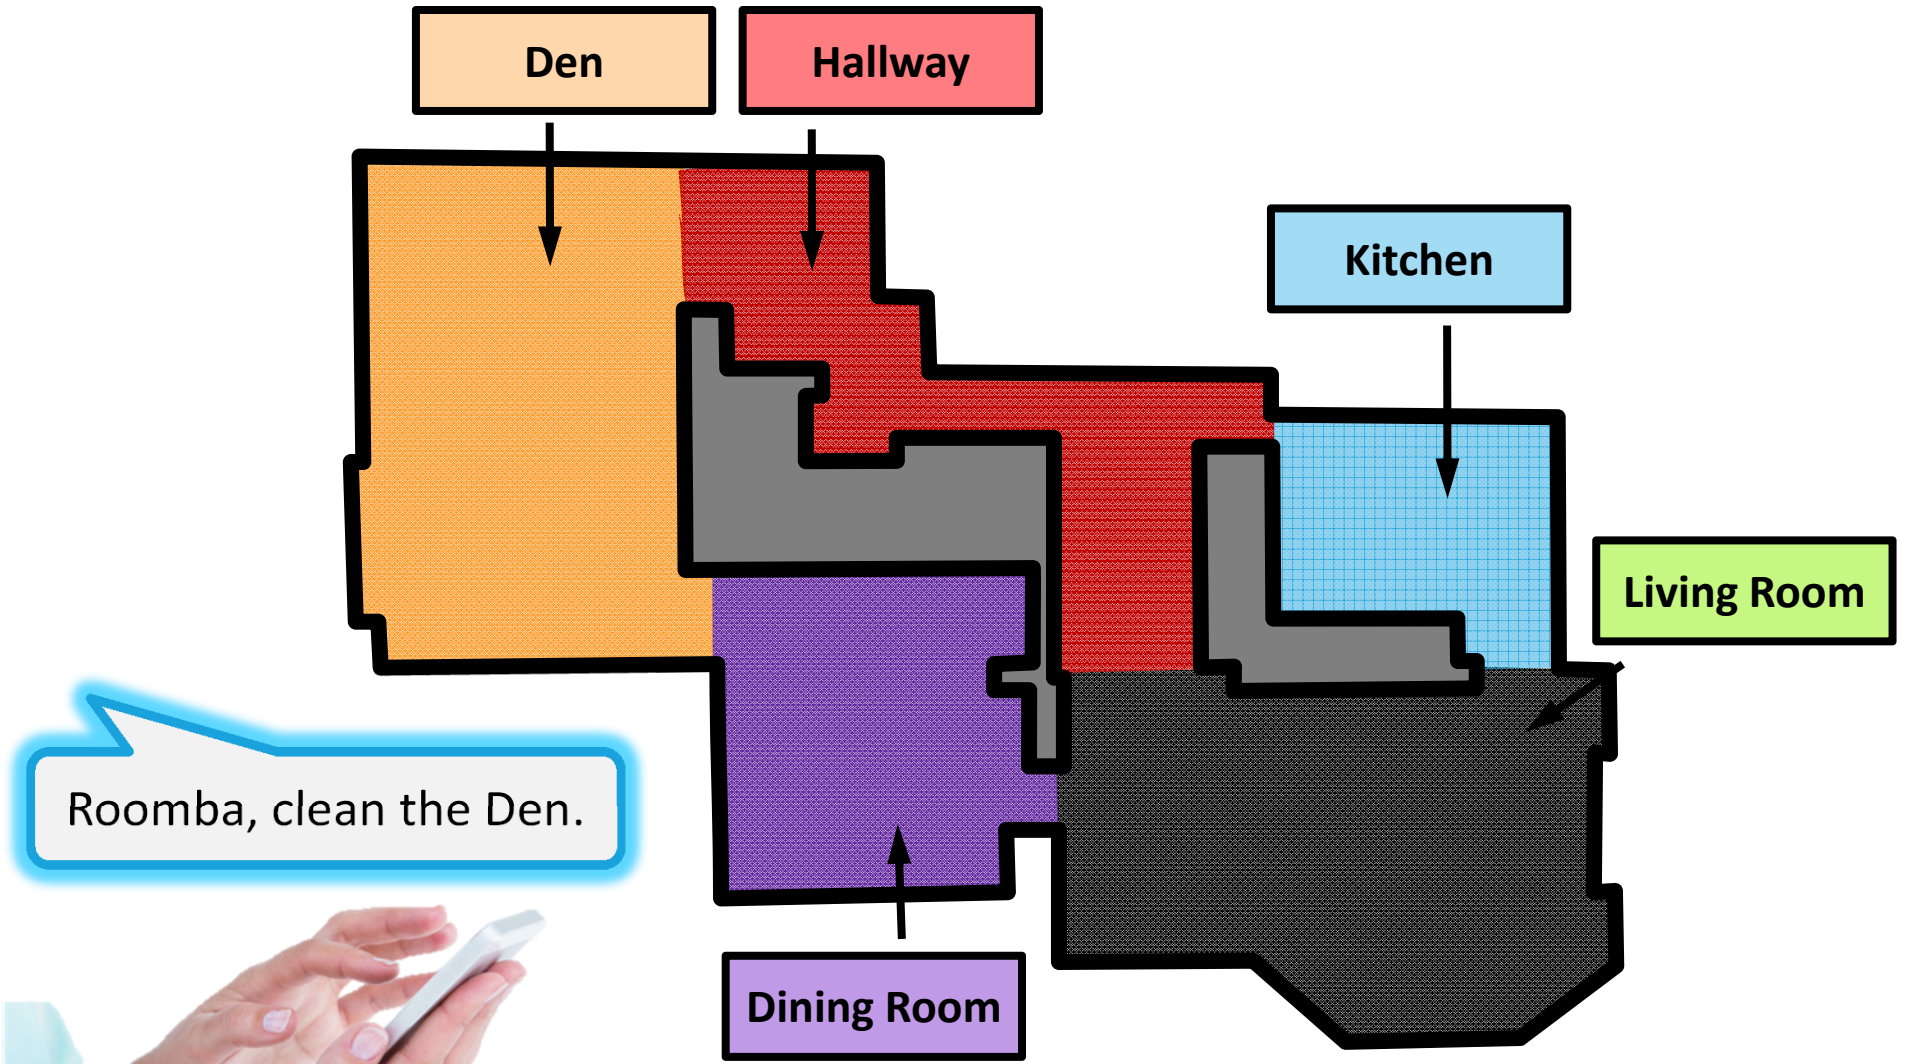 Den
Hallway
Kitchen
Living Room
Roomba, clean the Den.
Dining Room